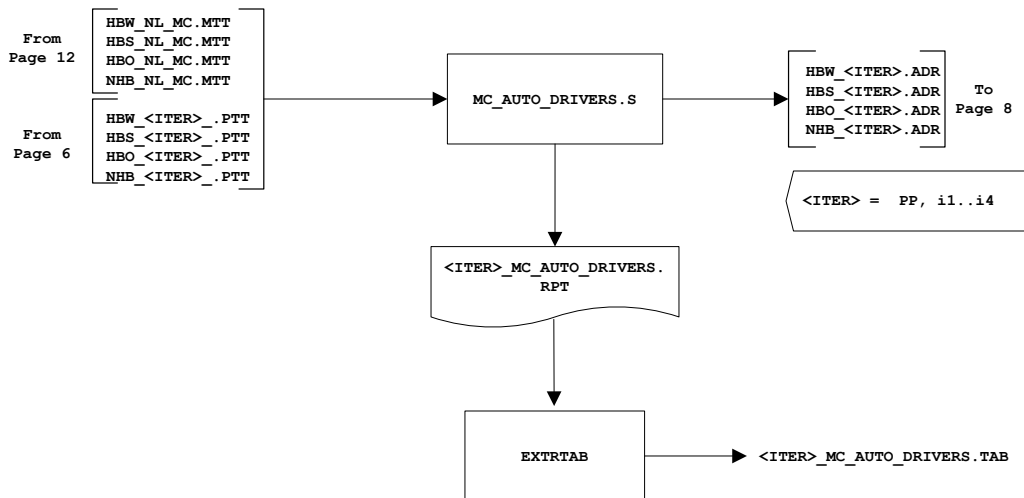 From
Page 12
HBW_NL_MC.MTT
HBS_NL_MC.MTT
HBO_NL_MC.MTT
NHB_NL_MC.MTT
From
Page 6
HBW_<ITER>_.PTT
HBS_<ITER>_.PTT
HBO_<ITER>_.PTT
NHB_<ITER>_.PTT
MC_AUTO_DRIVERS.S
HBW_<ITER>.ADR
HBS_<ITER>.ADR
HBO_<ITER>.ADR
NHB_<ITER>.ADR
To
Page 8
<ITER> = PP, i1..i4
<ITER>_MC_AUTO_DRIVERS.
RPT
EXTRTAB
<ITER>_MC_AUTO_DRIVERS.TAB